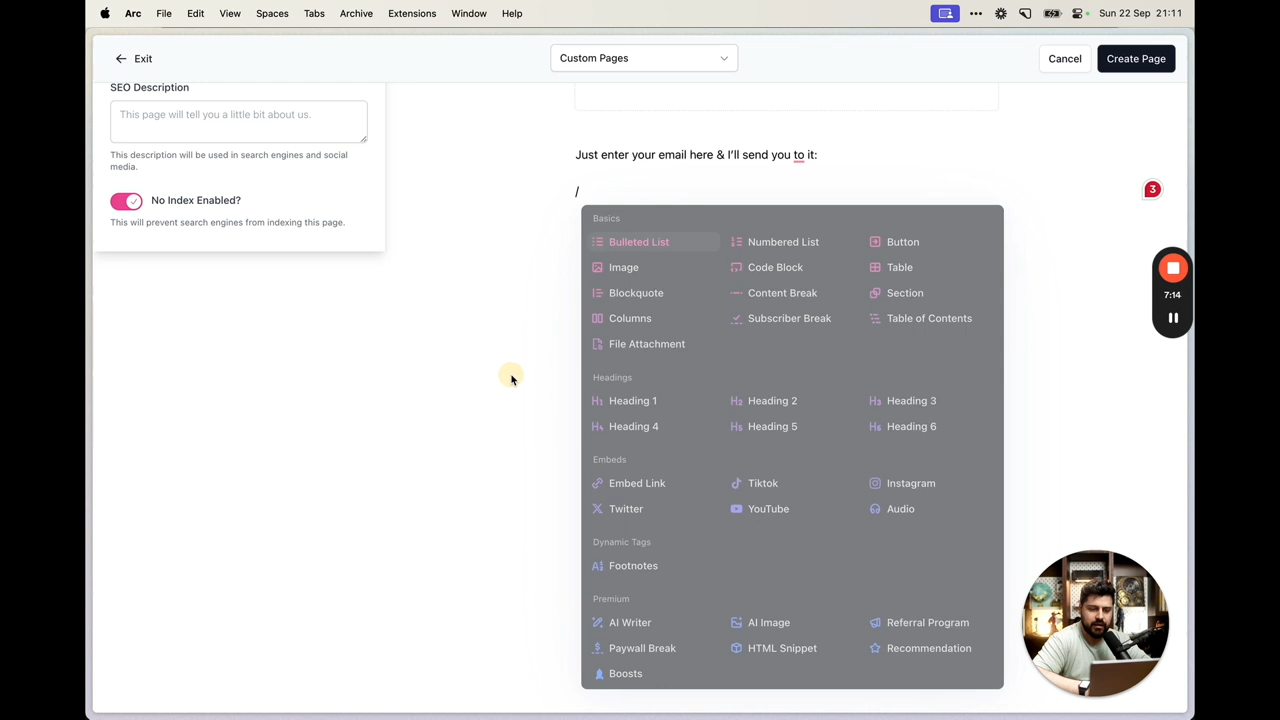 Arc File Edit View Spaces Tabs Archive Extensions Window Help Sun 22 Sep 21:11
Exit Custom Pages Cancel Create Page
SEO Description
This page will tell you a little bit about us.
This description will be used in search engines and social
media.
No Index Enabled?
This will prevent search engines from indexing this page.
Just enter your email here & I'll send you to it:
/
3
7:14
Basics
Bulleted List Numbered List Button
Image Code Block Table
Blockquote Content Break Section
Columns Subscriber Break Table of Contents
File Attachment
Headings
H1 Heading 1 H2 Heading 2 H3 Heading 3
H4 Heading 4 H5 Heading 5 H6 Heading 6
Embeds
Embed Link Tiktok Instagram
Twitter YouTube Audio
Dynamic Tags
Footnotes
Premium
AI Writer AI Image Referral Program
Paywall Break HTML Snippet Recommendation
Boosts